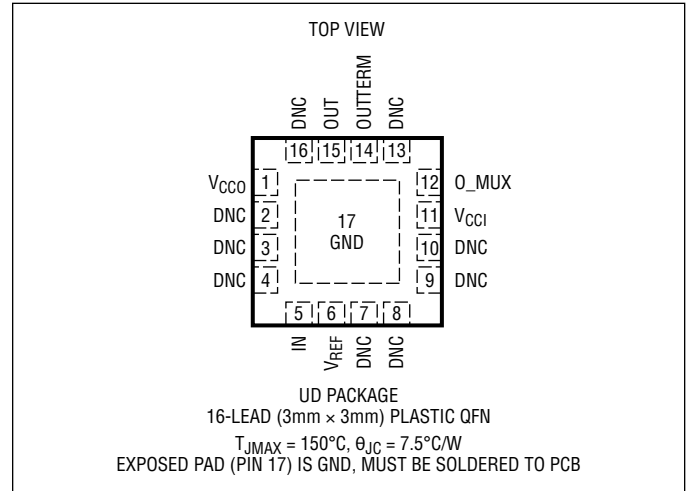 TOP VIEW
DNC
OUT
OUTTERM
DNC
16 15 14 13
VCCO 1
DNC 2
DNC 3
DNC 4
17
GND
12 O_MUX
11 VCCI
10 DNC
9 DNC
5 6 7 8
IN
VREF
DNC
DNC
UD PACKAGE
16-LEAD (3mm × 3mm) PLASTIC QFN
TJMAX = 150°C, θJC = 7.5°C/W
EXPOSED PAD (PIN 17) IS GND, MUST BE SOLDERED TO PCB